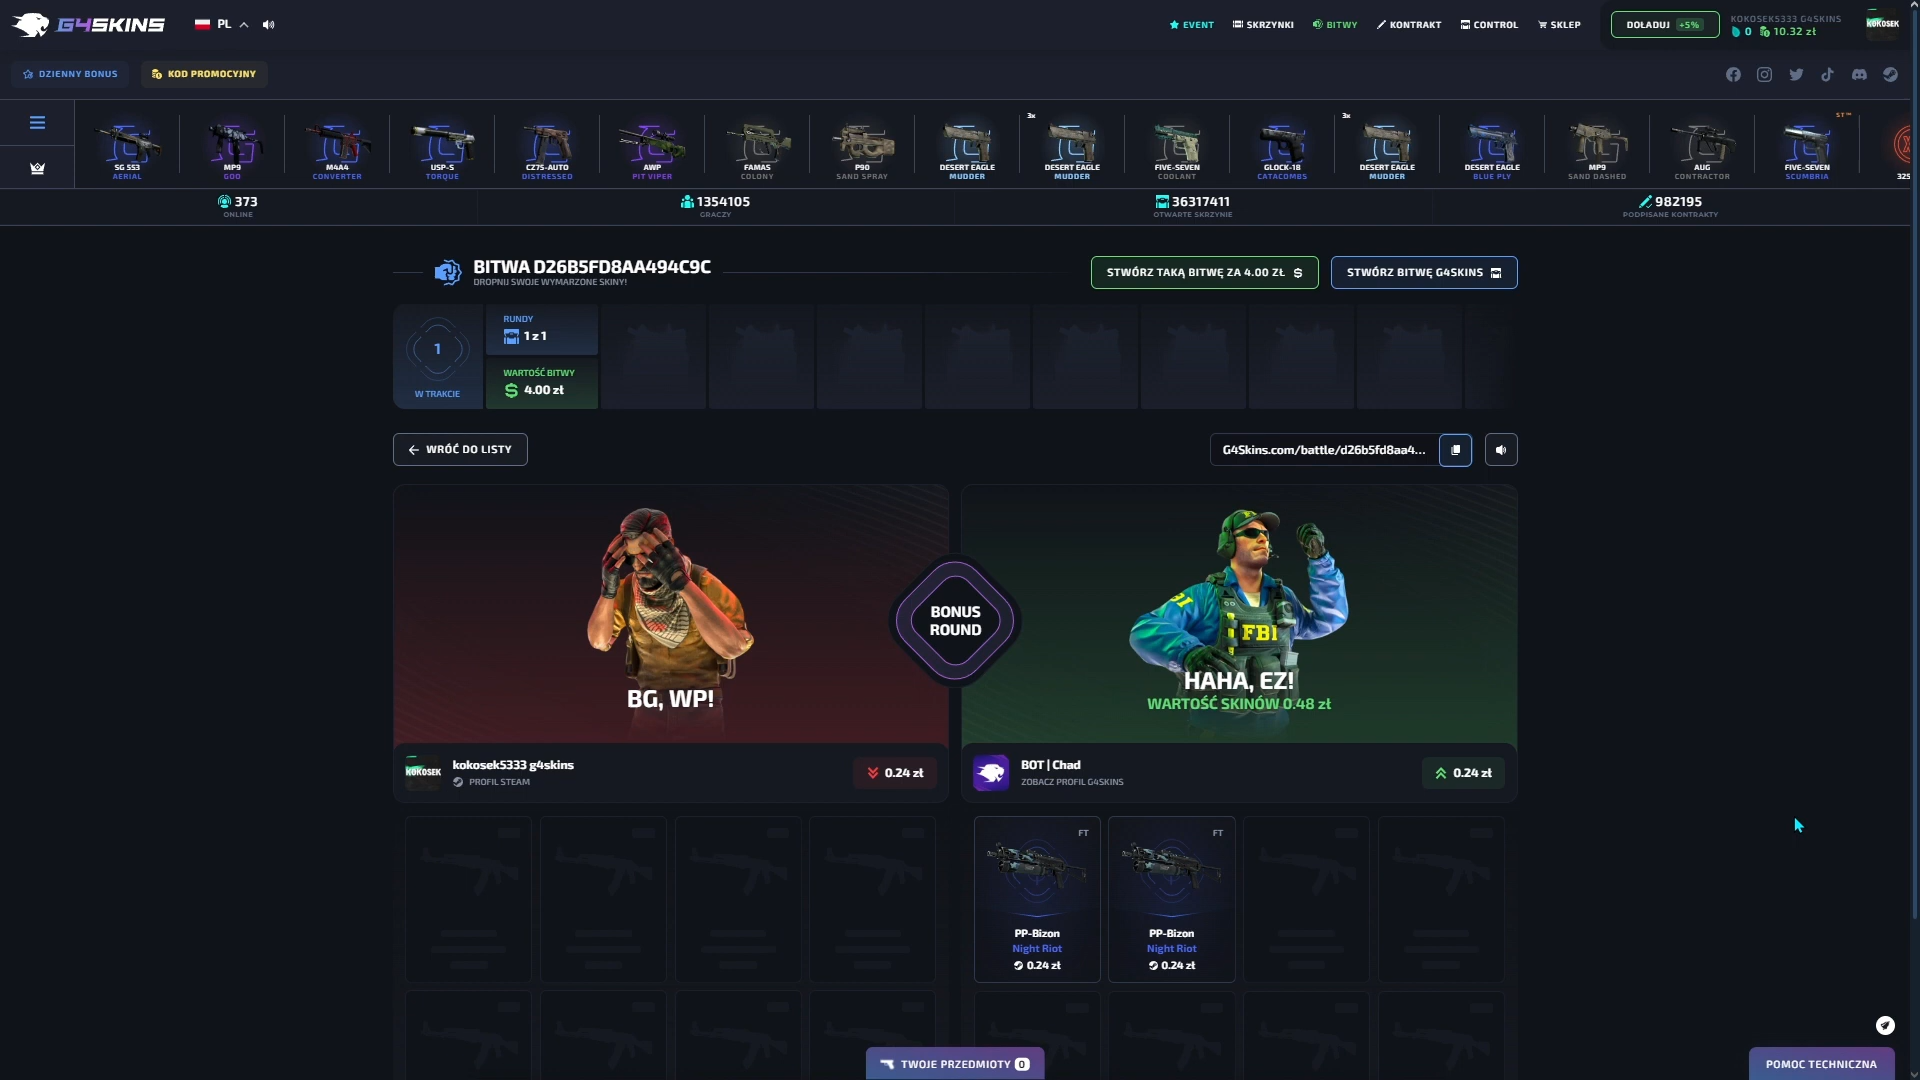 G4SKINS
PL
EVENT
SKRZYNKI
BITWY
KONTRAKT
CONTROL
SKLEP
DOŁADUJ +5%
KOKOSEK5333 G4SKINS
0 10.32 zł
KOKOSEK
DZIENNY BONUS
KOD PROMOCYJNY
SG 553
AERIAL
MP9
GOO
M4A4
CONVERTER
USP-S
TORQUE
CZ75-AUTO
DISTRESSED
AWP
PIT VIPER
FAMAS
COLONY
P90
SAND SPRAY
DESERT EAGLE
MUDDER
3x
DESERT EAGLE
MUDDER
FIVE-SEVEN
COOLANT
GLOCK-18
CATACOMBS
3x
DESERT EAGLE
MUDDER
DESERT EAGLE
BLUE PLY
MP9
SAND DASHED
AUG
CONTRACTOR
ST™
FIVE-SEVEN
SCUMBRIA
325
373
ONLINE
1354105
GRACZY
36317411
OTWARTE SKRZYNIE
982195
PODPISANE KONTRAKTY
BITWA D26B5FD8AA494C9C
DROPNIJ SWOJE WYMARZONE SKINY!
STWÓRZ TAKĄ BITWĘ ZA 4.00 ZŁ
STWÓRZ BITWĘ G4SKINS
1
W TRAKCIE
RUNDY
1 z 1
WARTOŚĆ BITWY
4.00 zł
WRÓĆ DO LISTY
G4Skins.com/battle/d26b5fd8aa4...
BG, WP!
BONUS
ROUND
FBI
HAHA, EZ!
WARTOŚĆ SKINÓW 0.48 zł
KOKOSEK
kokosek5333 g4skins
PROFIL STEAM
0.24 zł
BOT | Chad
ZOBACZ PROFIL G4SKINS
0.24 zł
FT
PP-Bizon
Night Riot
0.24 zł
FT
PP-Bizon
Night Riot
0.24 zł
TWOJE PRZEDMIOTY 0
POMOC TECHNICZNA